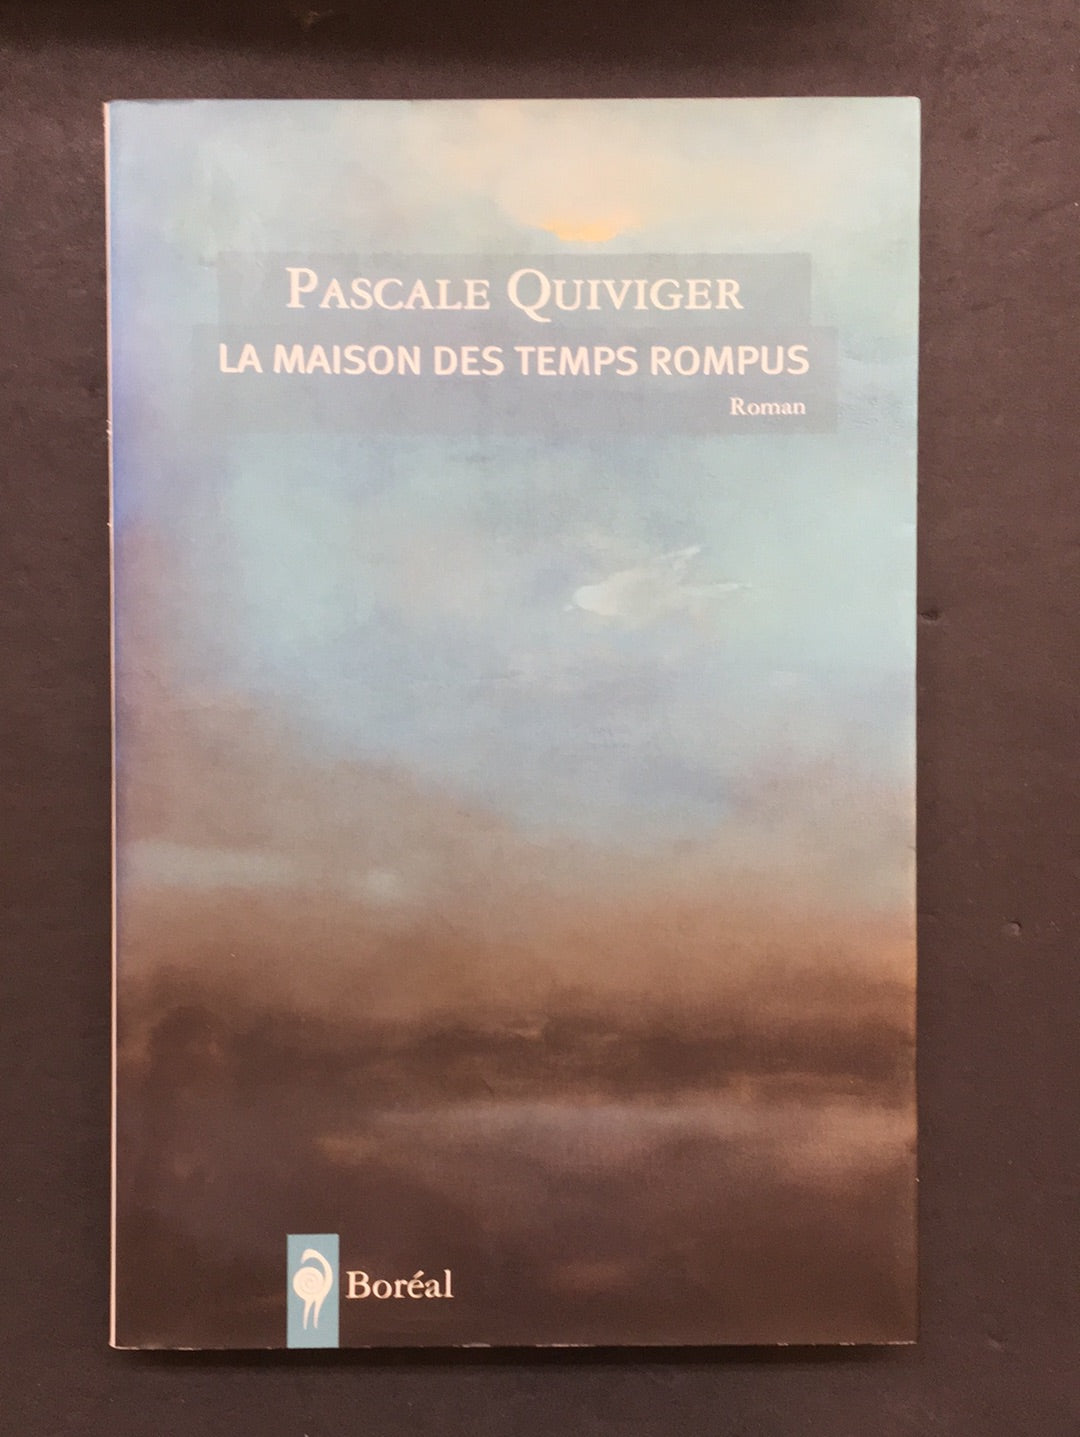 PASCALE QUIVIGER
LA MAISON DES TEMPS ROMPUS
Roman
Boréal